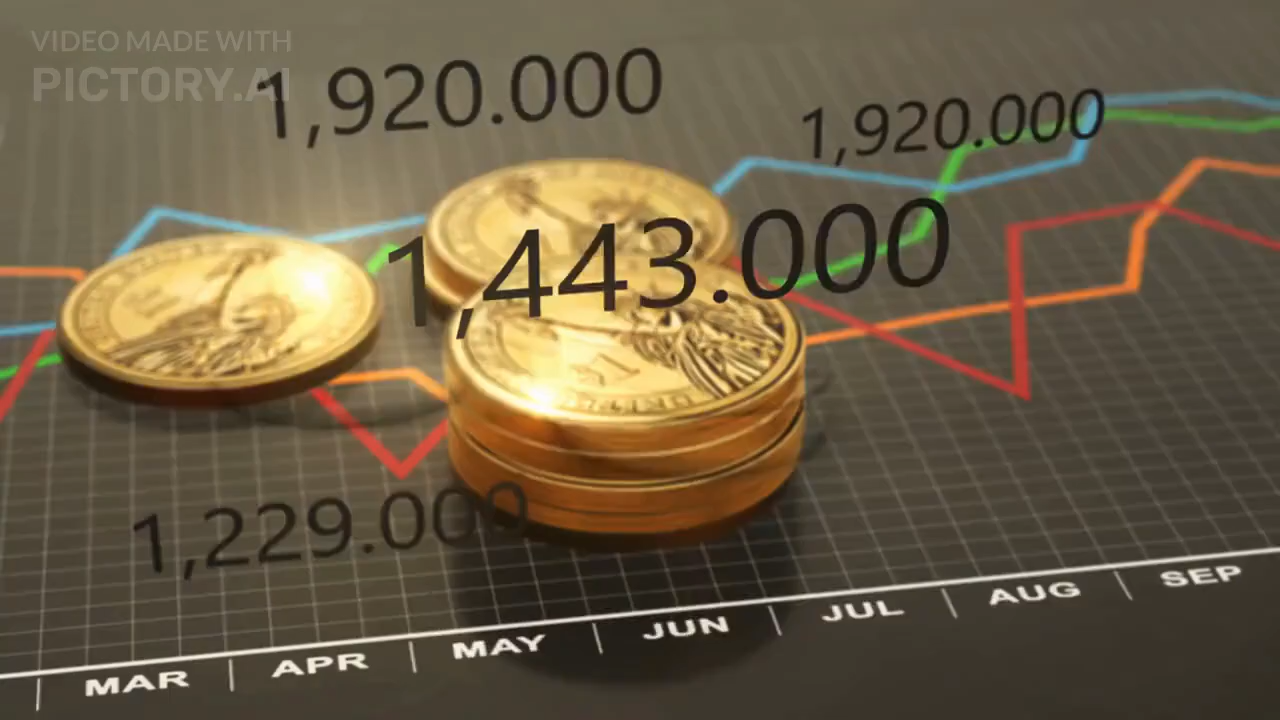 VIDEO MADE WITH
PICTORY.AI
1,920.000
1,920.000
1,443.000
1,229.000
MAR
APR
MAY
JUN
JUL
AUG
SEP